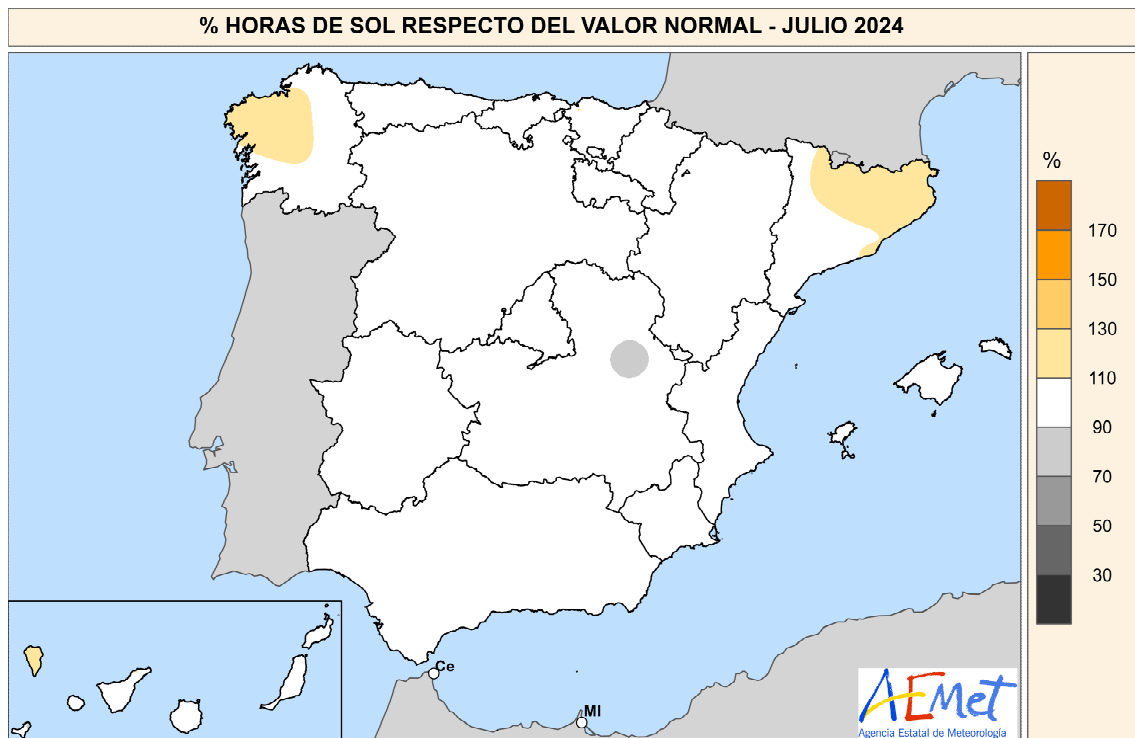 % HORAS DE SOL RESPECTO DEL VALOR NORMAL - JULIO 2024
%
170
150
130
110
90
70
50
30
Ce
Ml
AEMet
Agencia Estatal de Meteorología